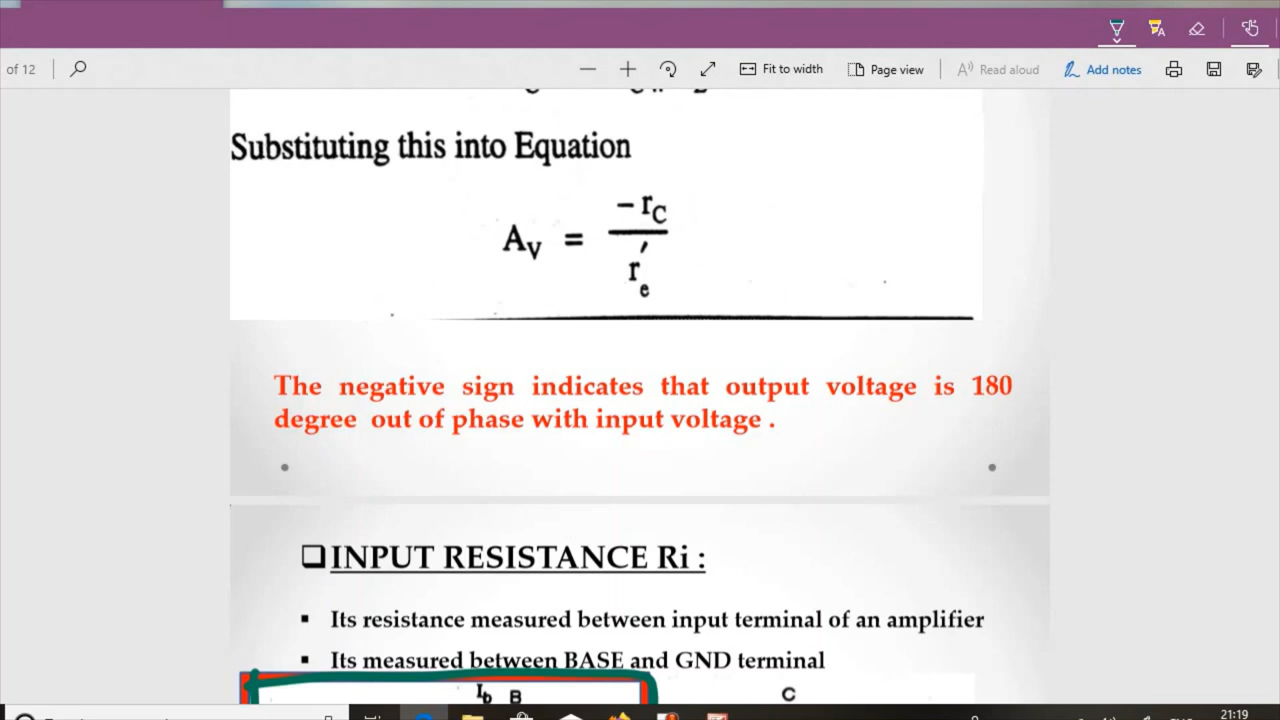 of 12
Fit to width
Page view
Read aloud
Add notes
Substituting this into Equation
A_V = -r_C / r'_e
The negative sign indicates that output voltage is 180
degree out of phase with input voltage .
❑INPUT RESISTANCE Ri :
▪ Its resistance measured between input terminal of an amplifier
▪ Its measured between BASE and GND terminal
I_b B C
21:19